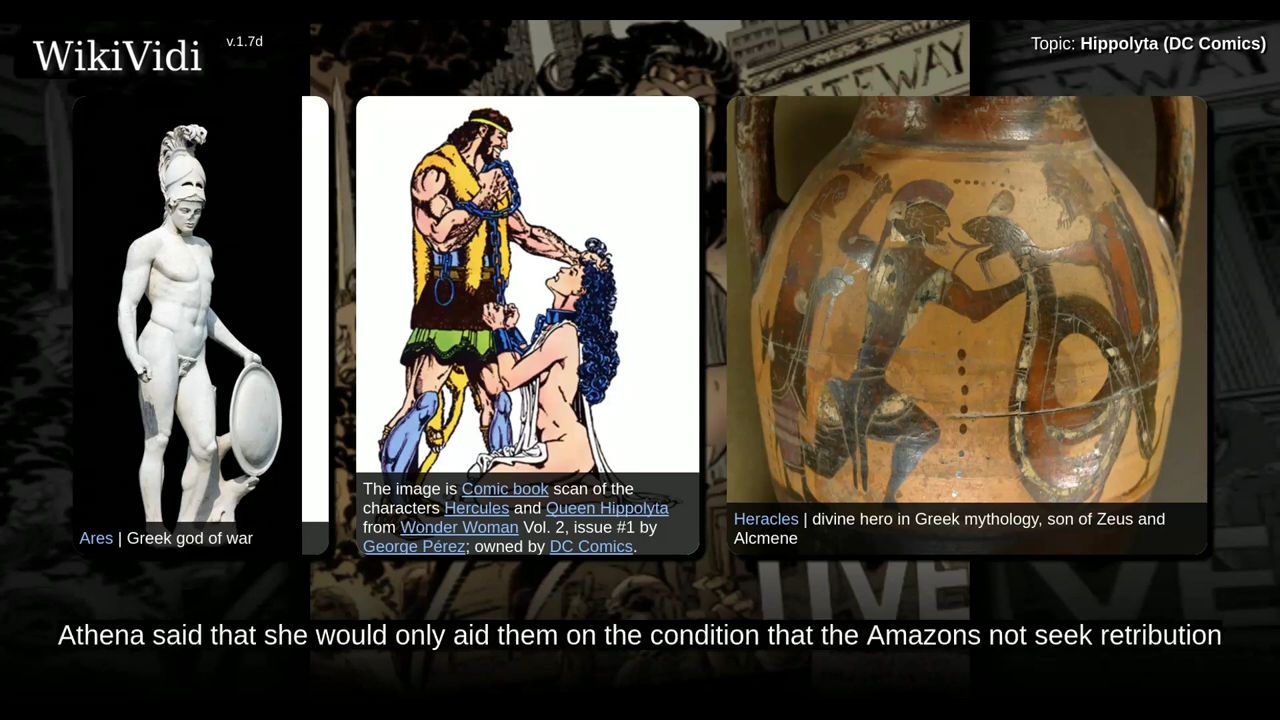 WikiVidi
v.1.7d
Topic: Hippolyta (DC Comics)
GATEWAY
Ares | Greek god of war
The image is Comic book scan of the
characters Hercules and Queen Hippolyta
from Wonder Woman Vol. 2, issue #1 by
George Pérez; owned by DC Comics.
Heracles | divine hero in Greek mythology, son of Zeus and
Alcmene
LIVE
Athena said that she would only aid them on the condition that the Amazons not seek retribution